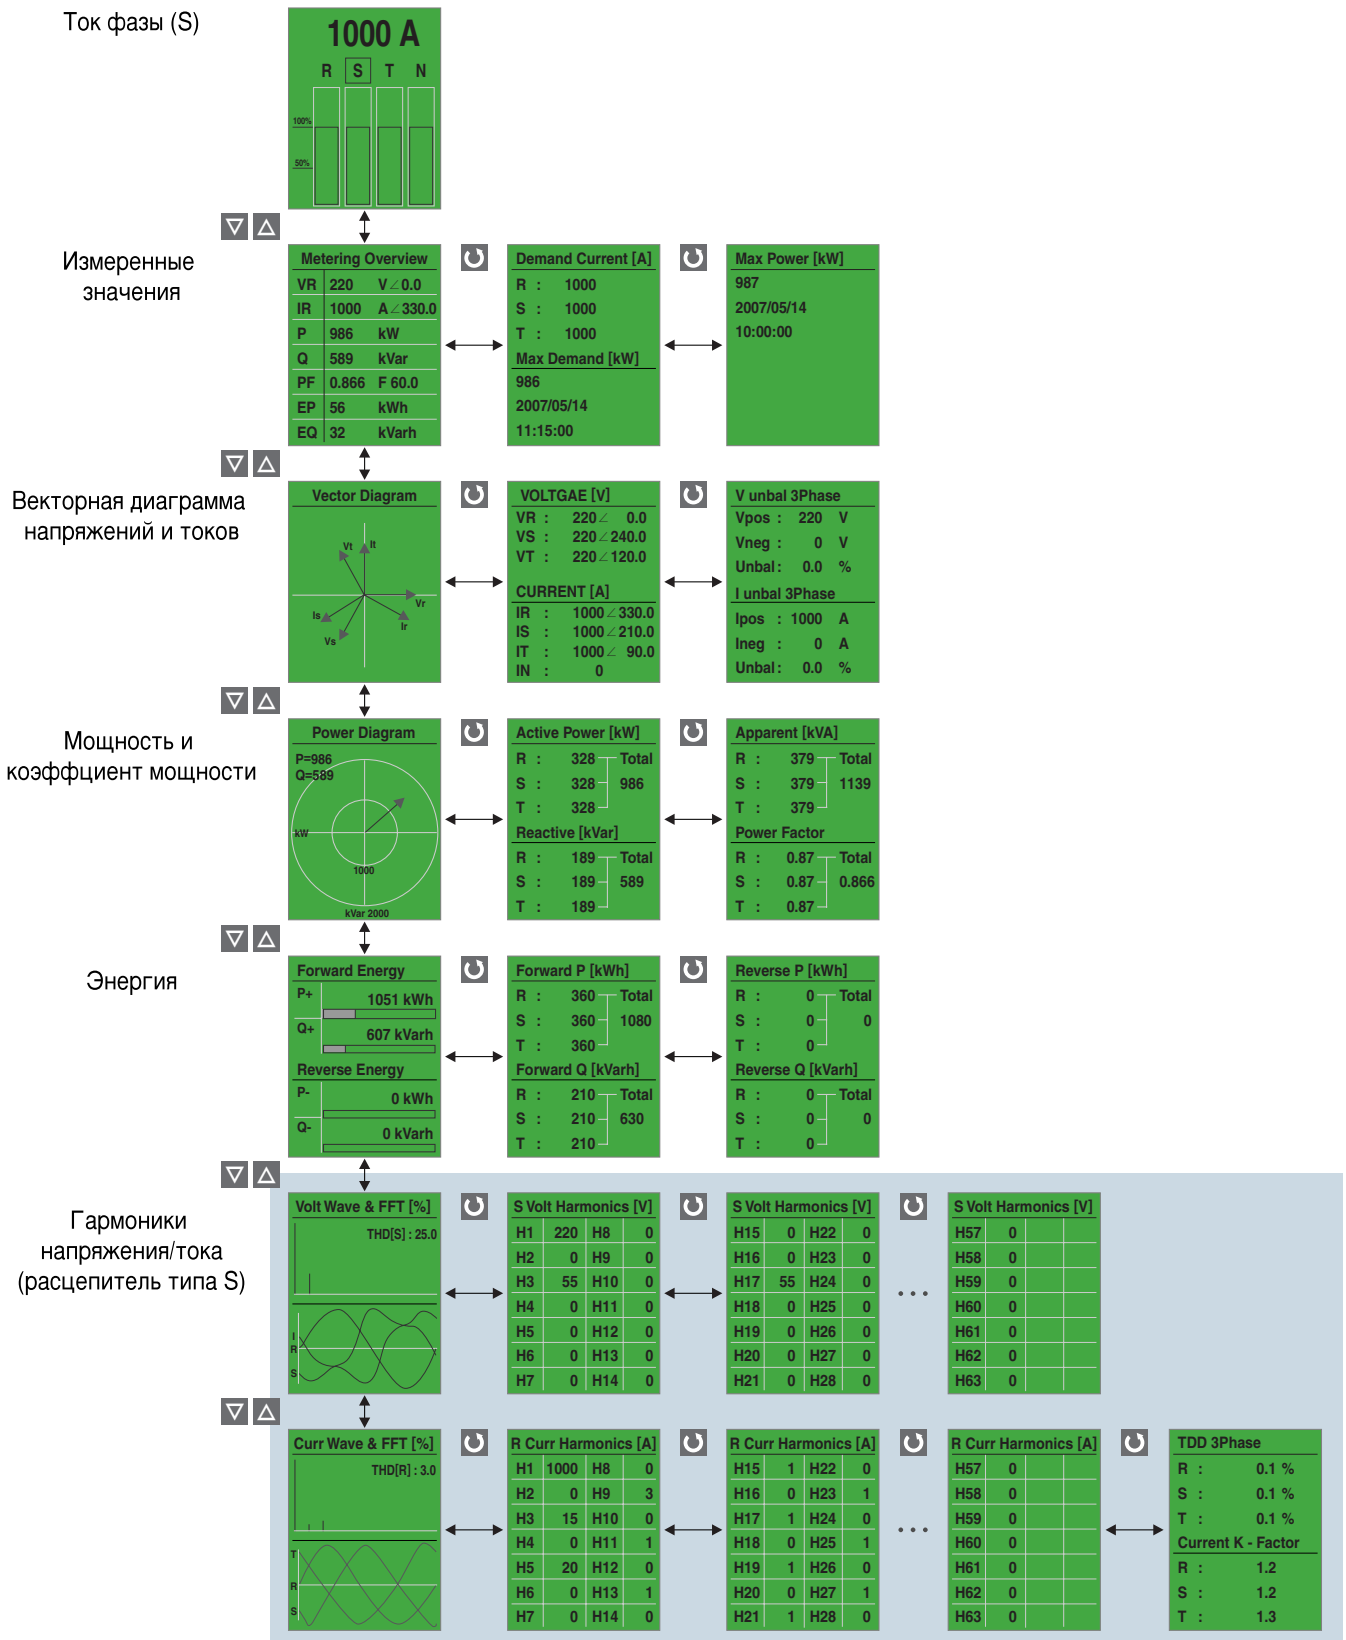 Ток фазы (S)
1000 A
R S T N
100%
50%
Измеренные
значения
Metering Overview
VR 220 V∠0.0
IR 1000 A∠330.0
P 986 kW
Q 589 kVar
PF 0.866 F 60.0
EP 56 kWh
EQ 32 kVarh
Demand Current [A]
R : 1000
S : 1000
T : 1000
Max Demand [kW]
986
2007/05/14
11:15:00
Max Power [kW]
987
2007/05/14
10:00:00
Векторная диаграмма
напряжений и токов
Vector Diagram
Vt It
Vr
Is
Ir
Vs
VOLTGAE [V]
VR : 220∠ 0.0
VS : 220∠240.0
VT : 220∠120.0
CURRENT [A]
IR : 1000∠330.0
IS : 1000∠210.0
IT : 1000∠ 90.0
IN : 0
V unbal 3Phase
Vpos : 220 V
Vneg : 0 V
Unbal : 0.0 %
I unbal 3Phase
Ipos : 1000 A
Ineg : 0 A
Unbal : 0.0 %
Мощность и
коэффциент мощности
Power Diagram
P=986
Q=589
kW
1000
kVar 2000
Active Power [kW]
R : 328 Total
S : 328 986
T : 328
Reactive [kVar]
R : 189 Total
S : 189 589
T : 189
Apparent [kVA]
R : 379 Total
S : 379 1139
T : 379
Power Factor
R : 0.87 Total
S : 0.87 0.866
T : 0.87
Энергия
Forward Energy
P+ 1051 kWh
Q+ 607 kVarh
Reverse Energy
P- 0 kWh
Q- 0 kVarh
Forward P [kWh]
R : 360 Total
S : 360 1080
T : 360
Forward Q [kVarh]
R : 210 Total
S : 210 630
T : 210
Reverse P [kWh]
R : 0 Total
S : 0 0
T : 0
Reverse Q [kVarh]
R : 0 Total
S : 0 0
T : 0
Гармоники
напряжения/тока
(расцепитель типа S)
Volt Wave & FFT [%]
THD[S] : 25.0
I
R
S
S Volt Harmonics [V]
H1 220 H8 0
H2 0 H9 0
H3 55 H10 0
H4 0 H11 0
H5 0 H12 0
H6 0 H13 0
H7 0 H14 0
S Volt Harmonics [V]
H15 0 H22 0
H16 0 H23 0
H17 55 H24 0
H18 0 H25 0
H19 0 H26 0
H20 0 H27 0
H21 0 H28 0
...
S Volt Harmonics [V]
H57 0
H58 0
H59 0
H60 0
H61 0
H62 0
H63 0
Curr Wave & FFT [%]
THD[R] : 3.0
T
R
S
R Curr Harmonics [A]
H1 1000 H8 0
H2 0 H9 3
H3 15 H10 0
H4 0 H11 1
H5 20 H12 0
H6 0 H13 1
H7 0 H14 0
R Curr Harmonics [A]
H15 1 H22 0
H16 0 H23 1
H17 1 H24 0
H18 0 H25 1
H19 1 H26 0
H20 0 H27 1
H21 1 H28 0
...
R Curr Harmonics [A]
H57 0
H58 0
H59 0
H60 0
H61 0
H62 0
H63 0
TDD 3Phase
R : 0.1 %
S : 0.1 %
T : 0.1 %
Current K - Factor
R : 1.2
S : 1.2
T : 1.3